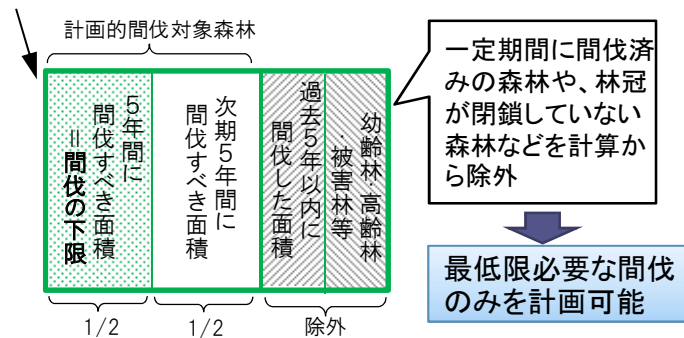 計画的間伐対象森林
5年間に
間伐すべき面積
＝間伐の下限
次期5年間に
間伐すべき面積
過去5年以内に
間伐した面積
幼齢林・高齢林
・被害林等
1/2
1/2
除外
一定期間に間伐済
みの森林や、林冠
が閉鎖していない
森林などを計算か
ら除外
最低限必要な間伐
のみを計画可能